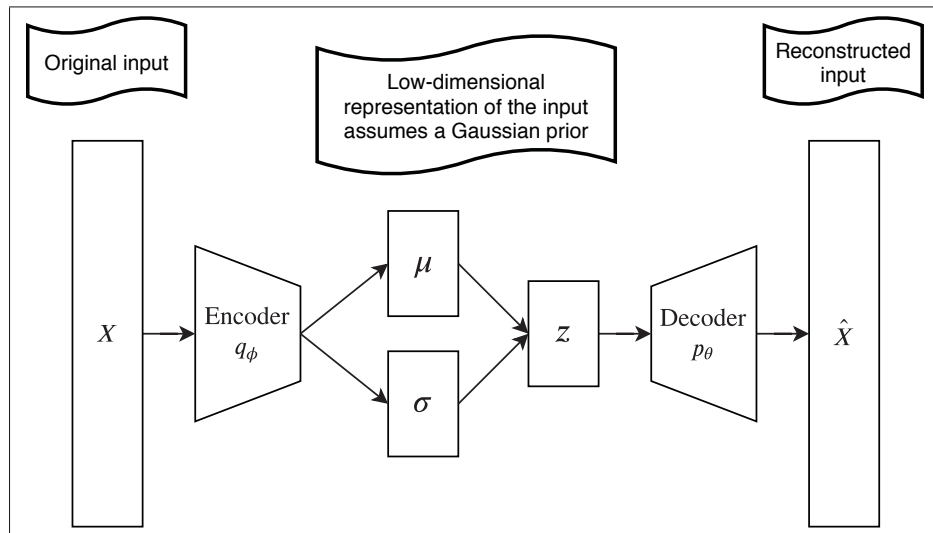 Original input
Low-dimensional
representation of the input
assumes a Gaussian prior
Reconstructed
input
X
Encoder
qϕ
μ
σ
z
Decoder
pθ
X̂